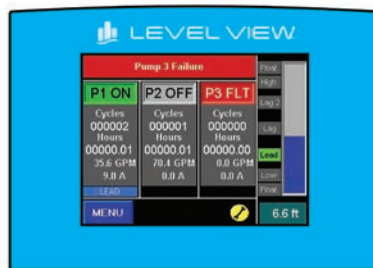 LEVEL VIEW
Pump 3 Failure
P1 ON P2 OFF P3 FLT
Cycles Cycles Cycles
000002 000001 000000
Hours Hours Hours
00000.01 00000.01 00000.00
35.6 GPM 70.4 GPM 0.0 GPM
9.0 A 0.0 A 0.0 A
LEAD
Float
High
Lag 2
Lag
Lead
Low
Float
MENU
6.6 ft